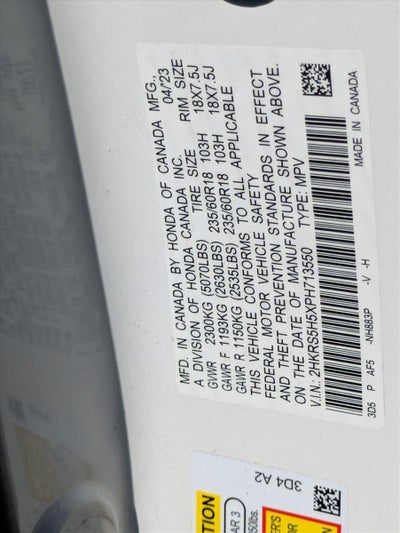 MFD. IN CANADA BY HONDA OF CANADA MFG.,
A DIVISION OF HONDA CANADA INC. 04/23
TIRE SIZE RIM SIZE
GVWR 2300KG (5070LBS)
GAWR F 1193KG (2630LBS) 235/60R18 103H 18X7.5J
GAWR R 1150KG (2535LBS) 235/60R18 103H 18X7.5J
THIS VEHICLE CONFORMS TO ALL APPLICABLE
FEDERAL MOTOR VEHICLE SAFETY
AND THEFT PREVENTION STANDARDS IN EFFECT
ON THE DATE OF MANUFACTURE SHOWN ABOVE.
V.I.N.: 2HKRS5H5XPH713550 TYPE: MPV
3D5 P AF5 -NH883P -V -H MADE IN CANADA
3D4 A2